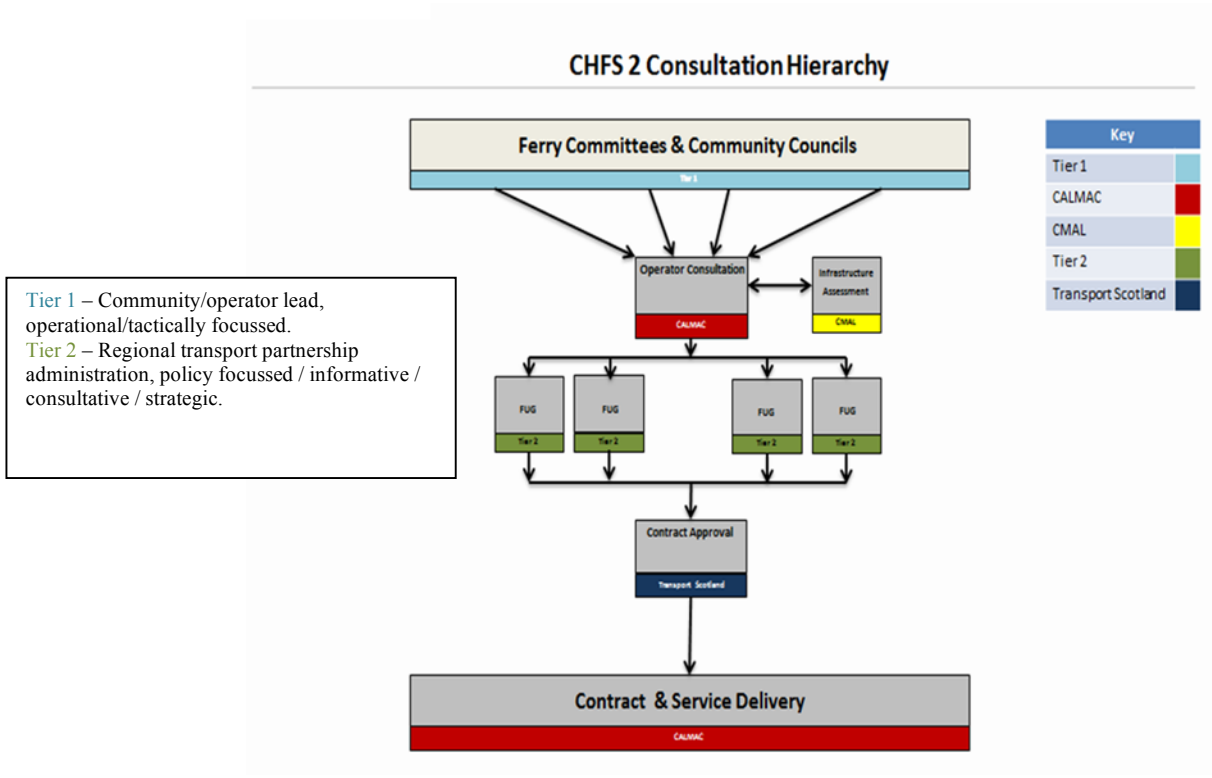 CHFS 2 Consultation Hierarchy
Ferry Committees & Community Councils
Tier 1
Key
Tier 1
CALMAC
CMAL
Tier 2
Transport Scotland
Operator Consultation
CALMAC
Infrastructure
Assessment
CMAL
Tier 1 – Community/operator lead,
operational/tactically focussed.
Tier 2 – Regional transport partnership
administration, policy focussed / informative /
consultative / strategic.
FUG
Tier 2
FUG
Tier 2
FUG
Tier 2
FUG
Tier 2
Contract Approval
Transport Scotland
Contract & Service Delivery
CALMAC